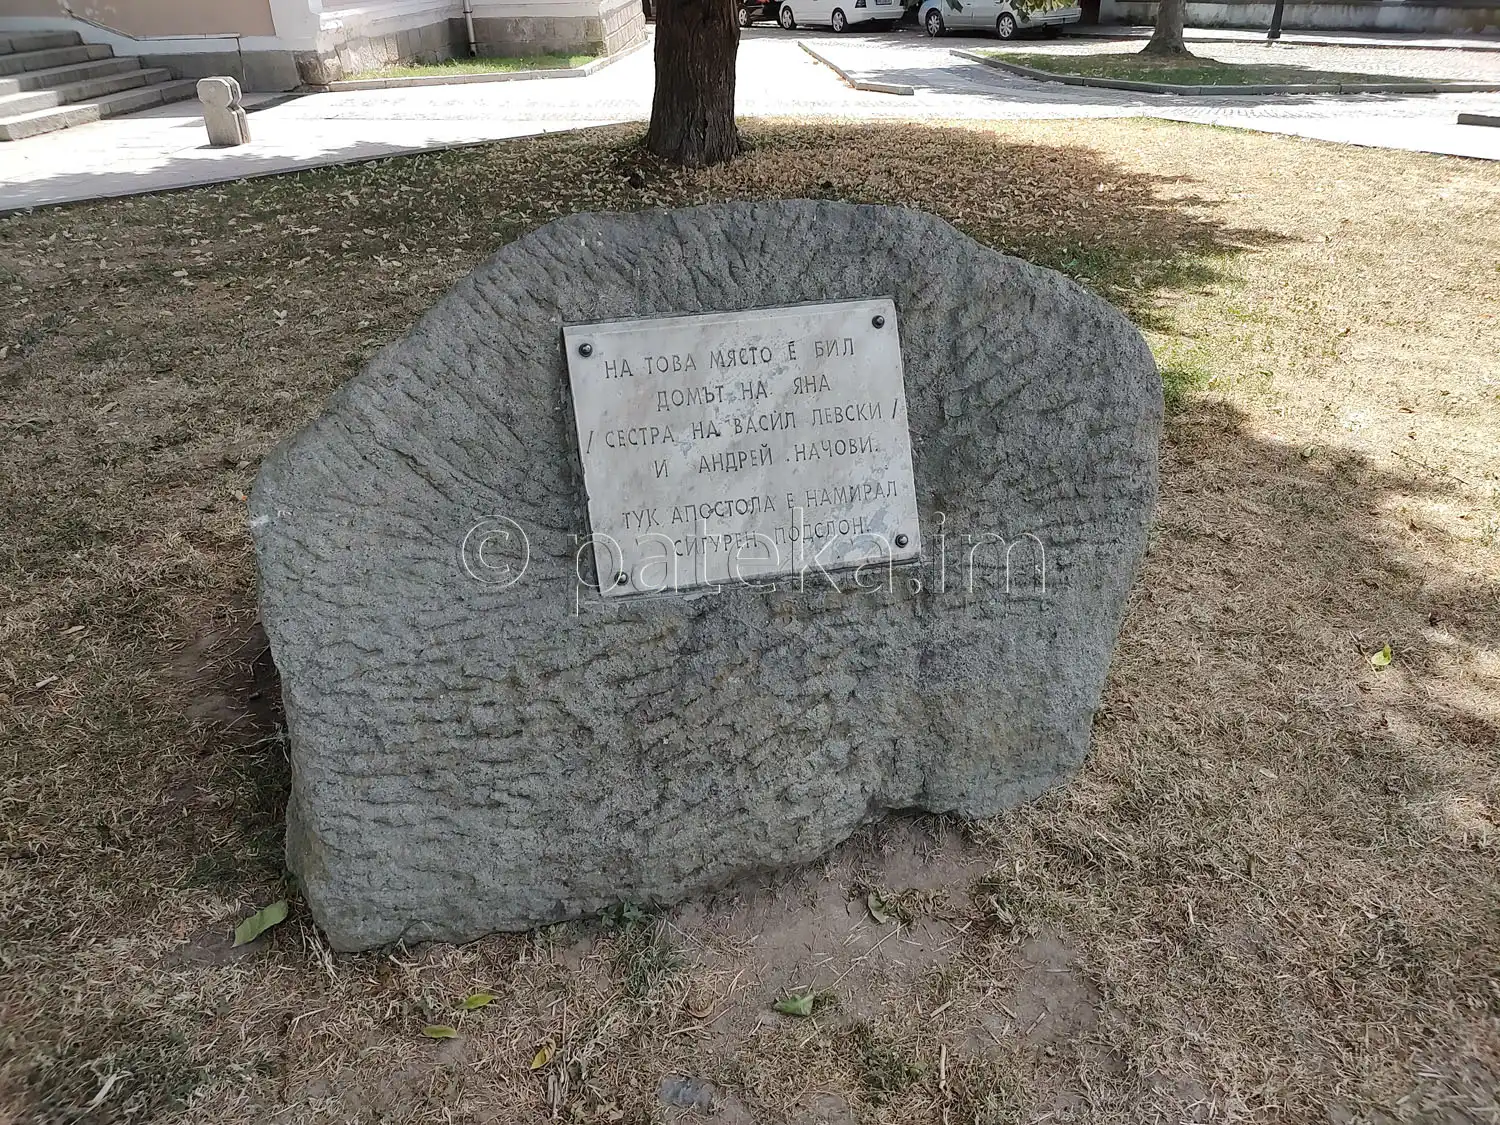 НА ТОВА МЯСТО Е БИЛ
ДОМЪТ НА ЯНА
/ СЕСТРА НА ВАСИЛ ЛЕВСКИ /
И АНДРЕЙ НАЧОВИ.
ТУК АПОСТОЛА Е НАМИРАЛ
СИГУРЕН ПОДСЛОН.
© pateka.im